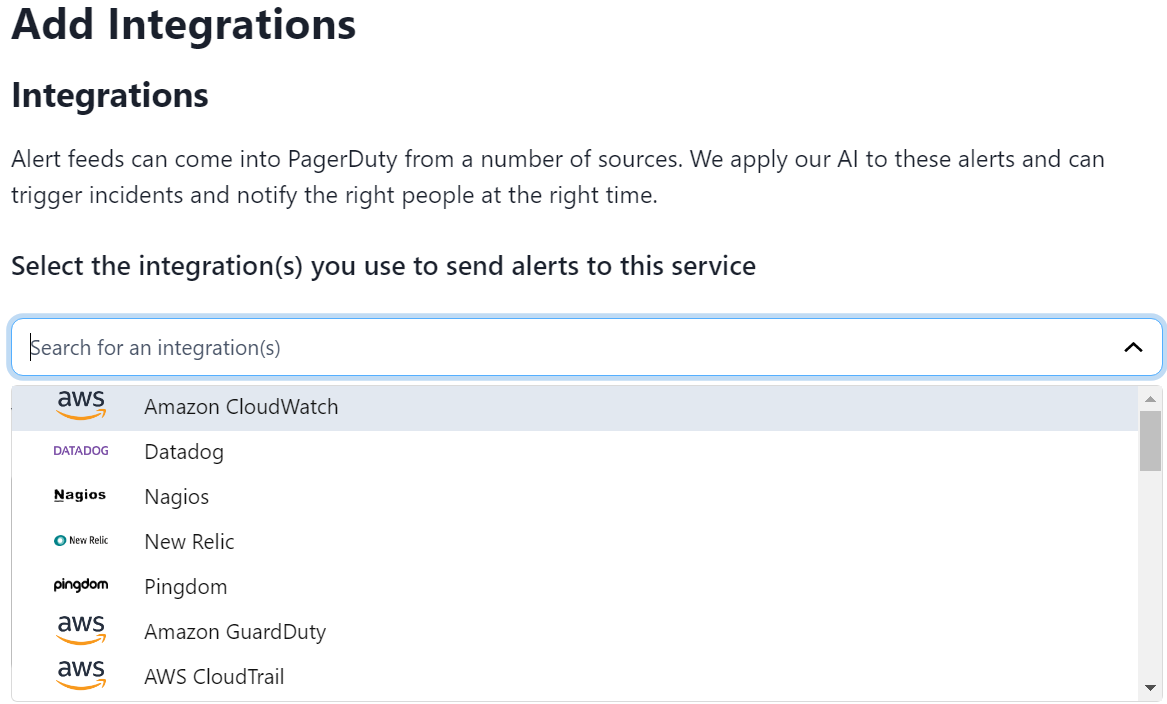 Add Integrations
Integrations
Alert feeds can come into PagerDuty from a number of sources. We apply our AI to these alerts and can
trigger incidents and notify the right people at the right time.
Select the integration(s) you use to send alerts to this service
Search for an integration(s)
aws Amazon CloudWatch
DATADOG Datadog
Nagios Nagios
New Relic New Relic
pingdom Pingdom
aws Amazon GuardDuty
aws AWS CloudTrail